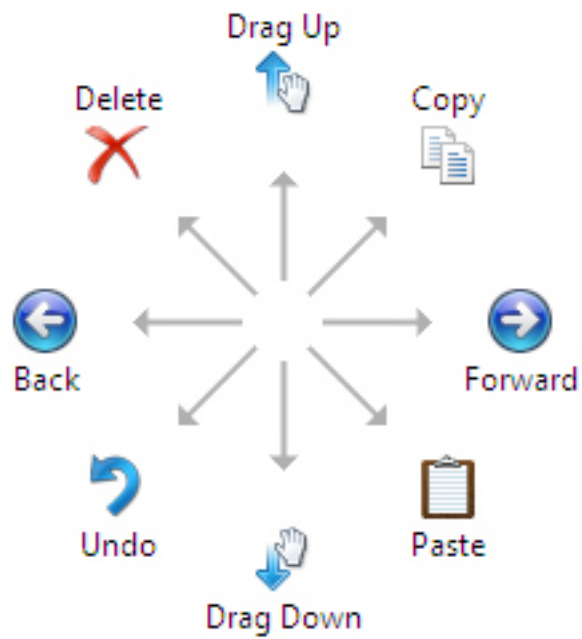 Drag Up
Delete
Copy
Back
Forward
Undo
Paste
Drag Down